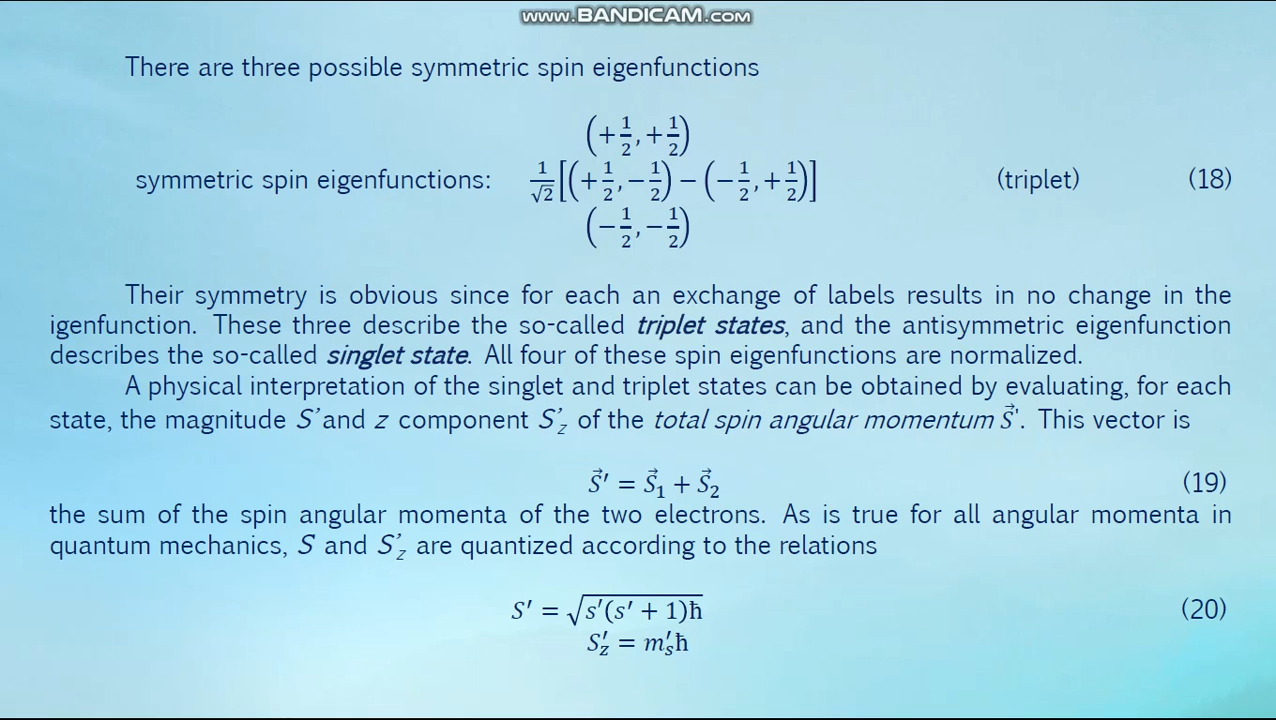 www.BANDICAM.com
There are three possible symmetric spin eigenfunctions
(+1/2, +1/2)
symmetric spin eigenfunctions: 1/√2 [(+1/2, −1/2) − (−1/2, +1/2)] (triplet) (18)
(−1/2, −1/2)
Their symmetry is obvious since for each an exchange of labels results in no change in the
igenfunction. These three describe the so-called triplet states, and the antisymmetric eigenfunction
describes the so-called singlet state. All four of these spin eigenfunctions are normalized.
A physical interpretation of the singlet and triplet states can be obtained by evaluating, for each
state, the magnitude S’ and z component S’z of the total spin angular momentum S⃗'. This vector is
S⃗′ = S⃗₁ + S⃗₂ (19)
the sum of the spin angular momenta of the two electrons. As is true for all angular momenta in
quantum mechanics, S and S’z are quantized according to the relations
S′ = √(s′(s′ + 1)ħ) (20)
S′z = m′sħ